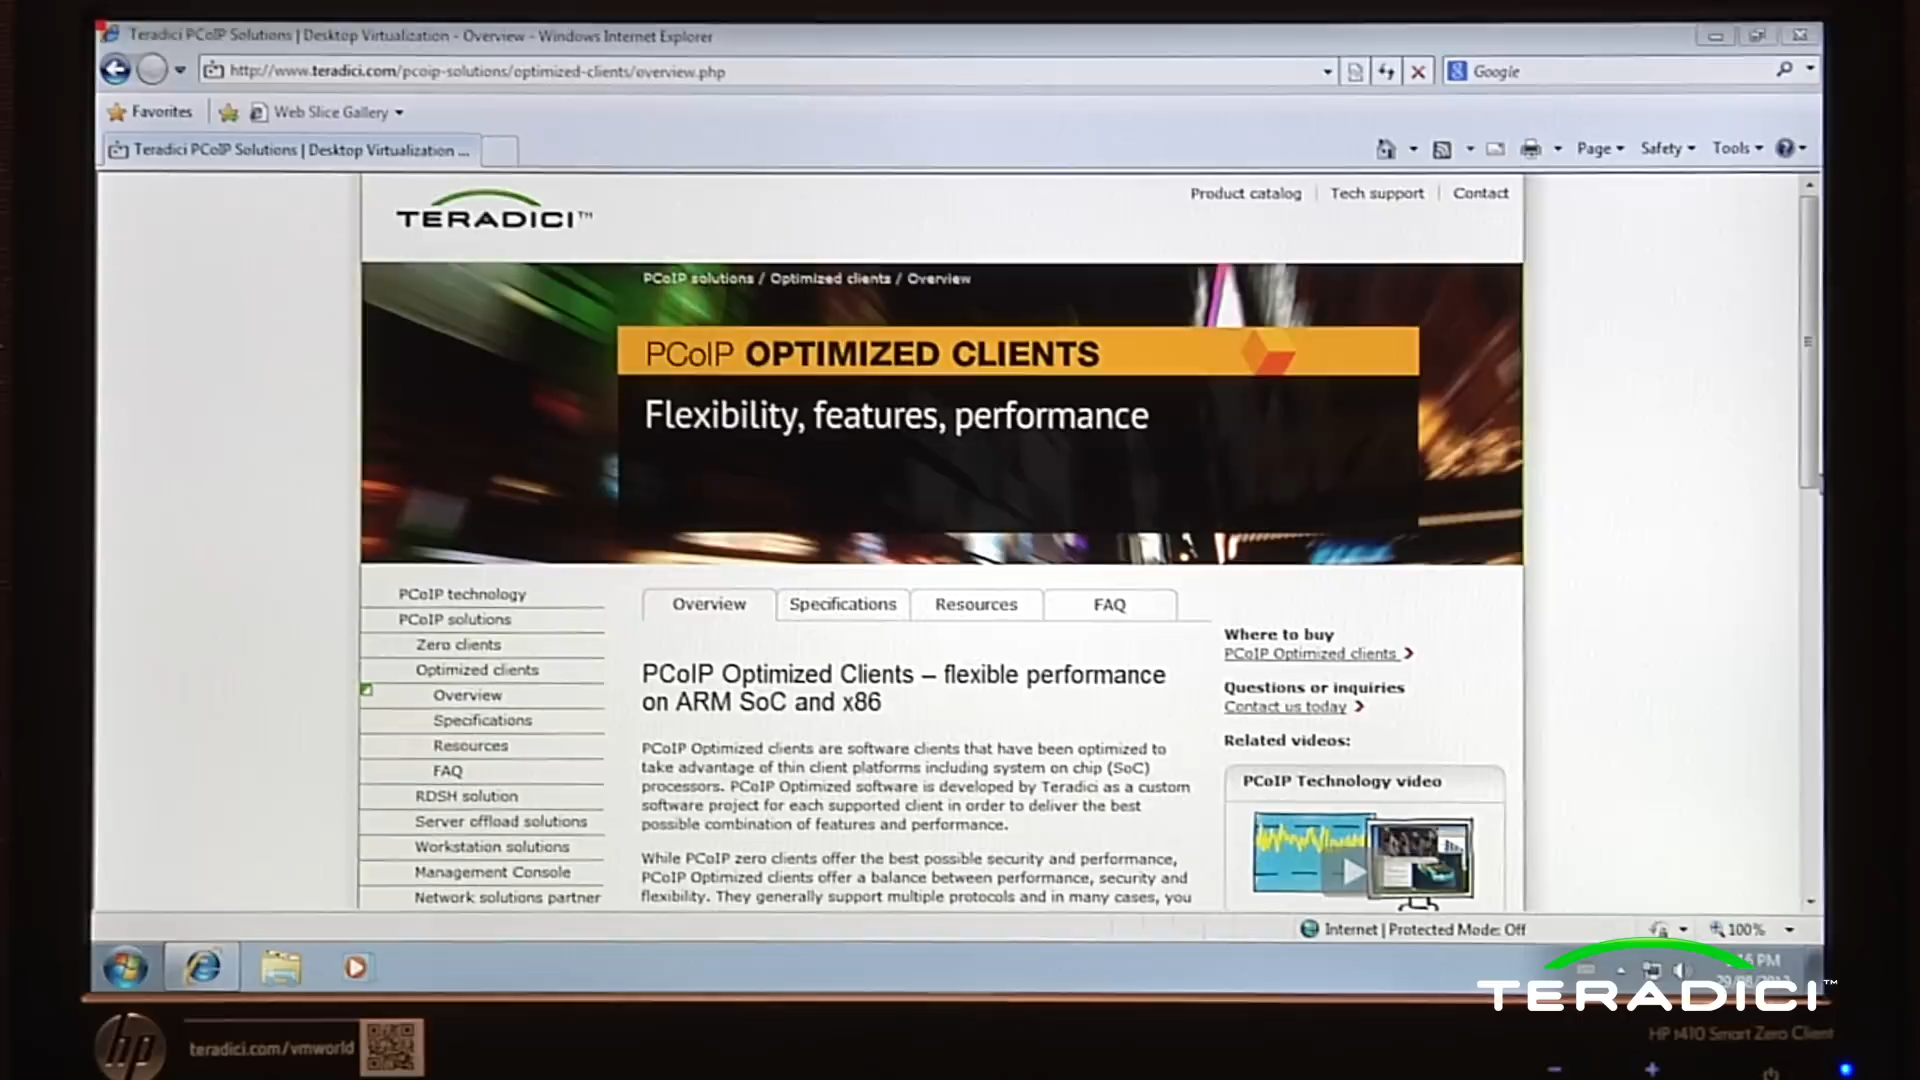 Teradici PCoIP Solutions | Desktop Virtualization - Overview - Windows Internet Explorer
http://www.teradici.com/pcoip-solutions/optimized-clients/overview.php
Google
Favorites
Web Slice Gallery
Teradici PCoIP Solutions | Desktop Virtualization ...
Page
Safety
Tools
TERADICI™
Product catalog | Tech support | Contact
PCoIP solutions / Optimized clients / Overview
PCoIP OPTIMIZED CLIENTS
Flexibility, features, performance
PCoIP technology
PCoIP solutions
Zero clients
Optimized clients
Overview
Specifications
Resources
FAQ
RDSH solution
Server offload solutions
Workstation solutions
Management Console
Network solutions partner
Overview
Specifications
Resources
FAQ
PCoIP Optimized Clients – flexible performance
on ARM SoC and x86
PCoIP Optimized clients are software clients that have been optimized to
take advantage of thin client platforms including system on chip (SoC)
processors. PCoIP Optimized software is developed by Teradici as a custom
software project for each supported client in order to deliver the best
possible combination of features and performance.
While PCoIP zero clients offer the best possible security and performance,
PCoIP Optimized clients offer a balance between performance, security and
flexibility. They generally support multiple protocols and in many cases, you
Where to buy
PCoIP Optimized clients
Questions or inquiries
Contact us today
Related videos:
PCoIP Technology video
Internet | Protected Mode: Off
100%
PM
TERADICI™
hp
teradici.com/vmworld
HP t410 Smart Zero Client